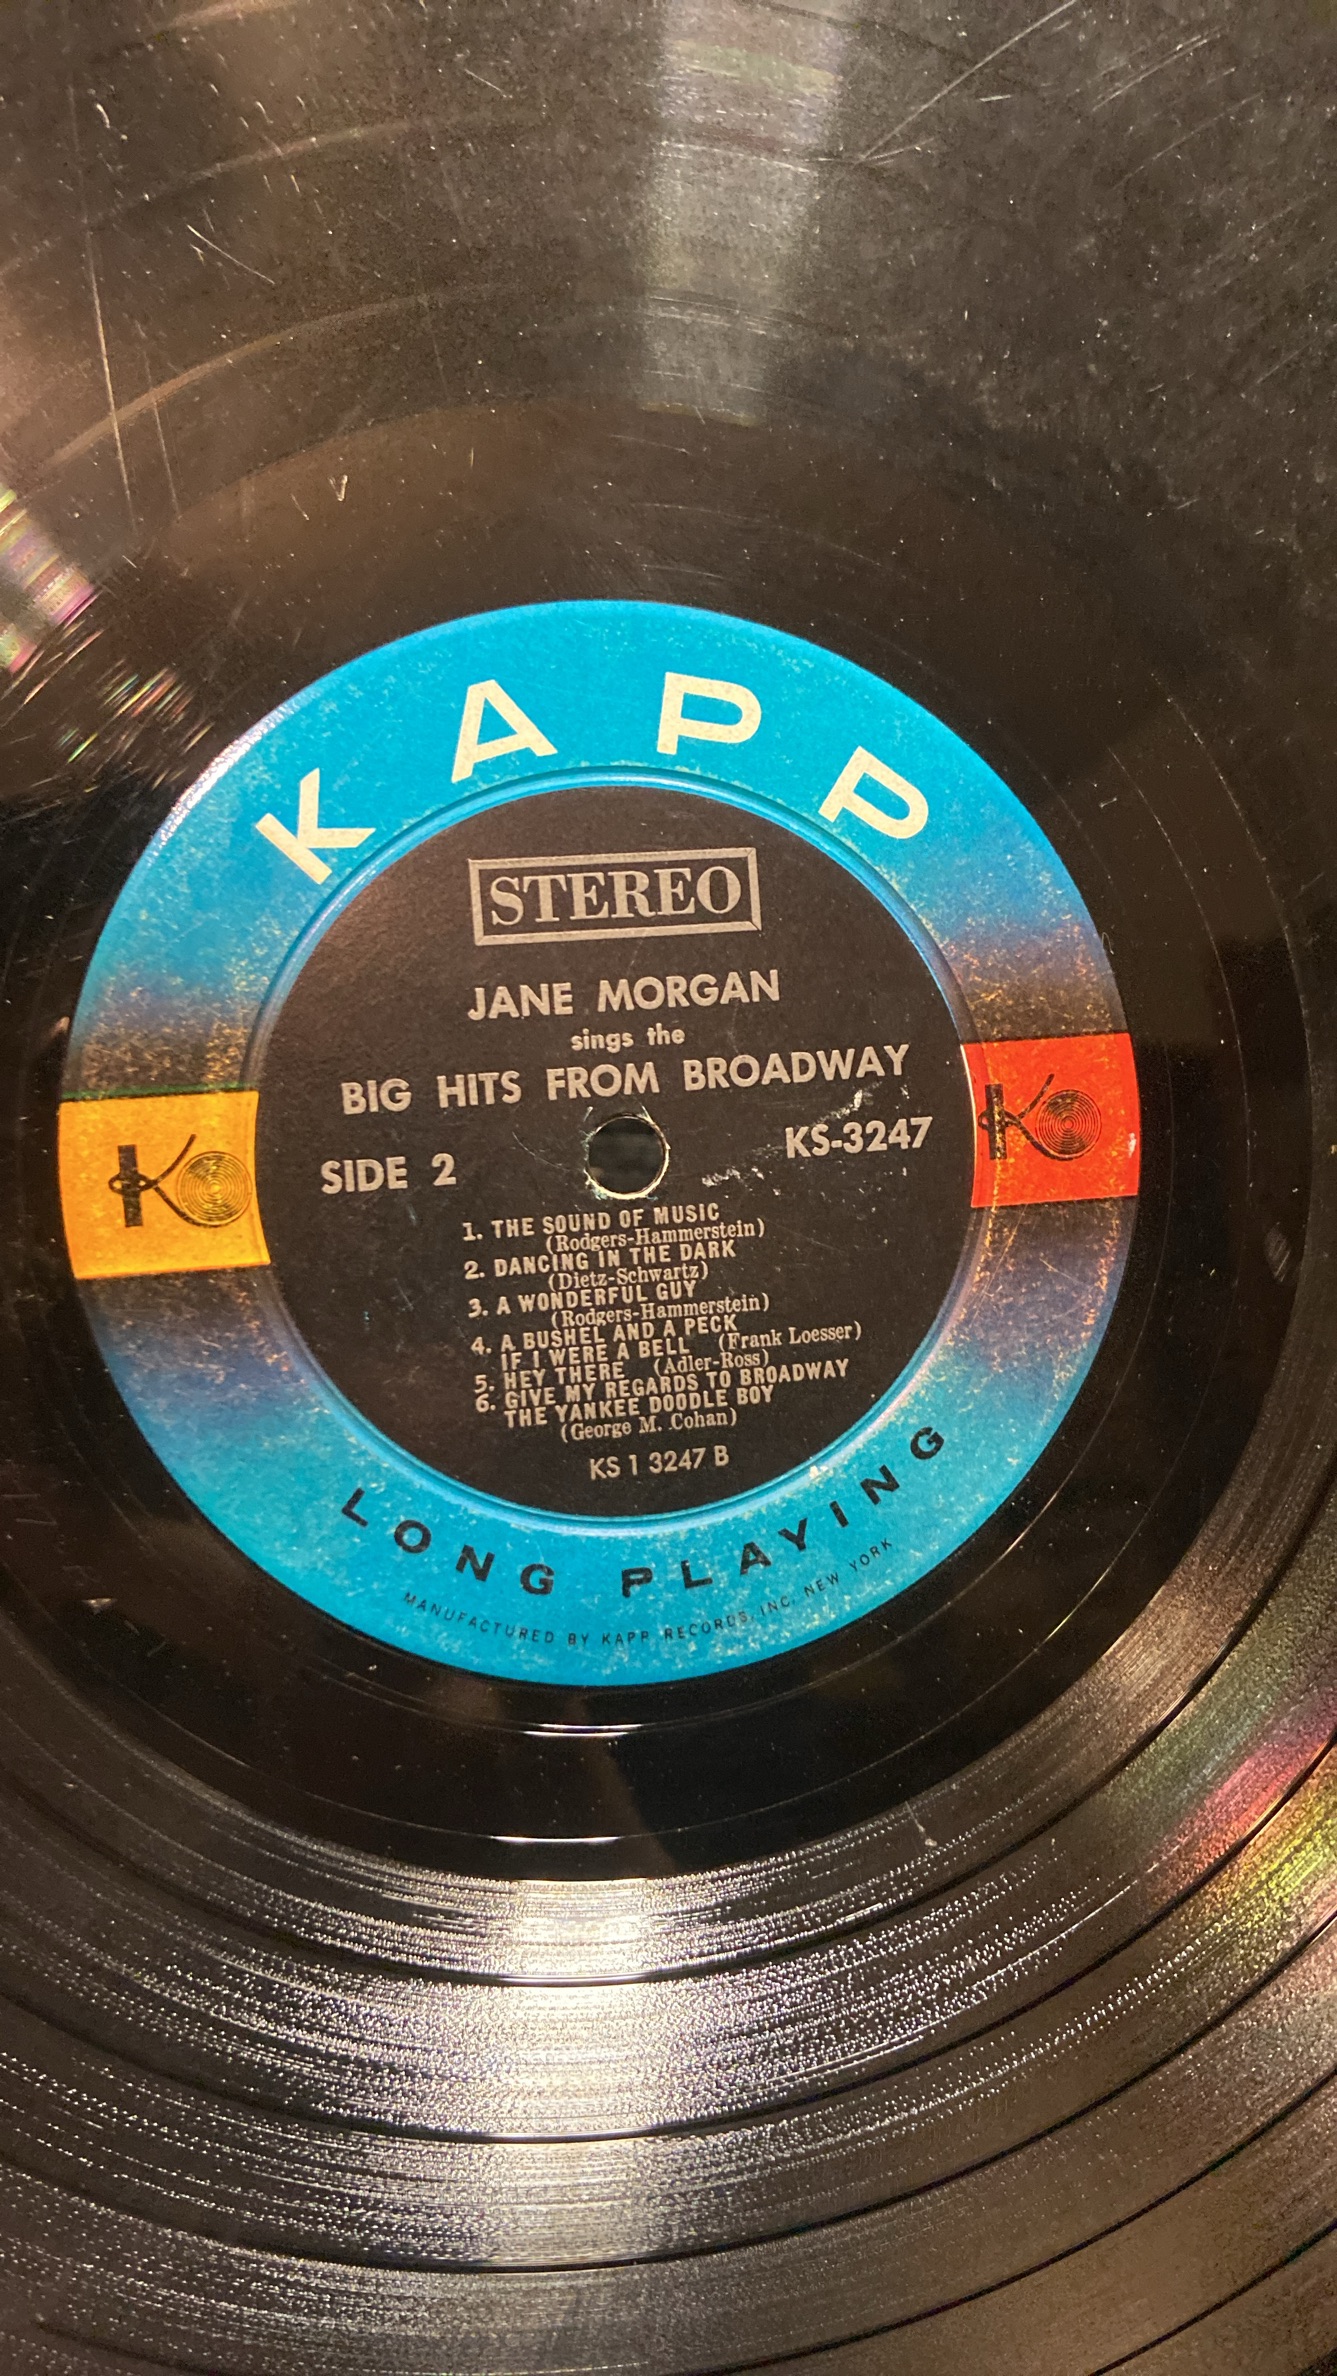 KAPP
STEREO
JANE MORGAN
sings the
BIG HITS FROM BROADWAY
SIDE 2
KS-3247
K
K
1. THE SOUND OF MUSIC
(Rodgers-Hammerstein)
2. DANCING IN THE DARK
(Dietz-Schwartz)
3. A WONDERFUL GUY
(Rodgers-Hammerstein)
4. A BUSHEL AND A PECK
IF I WERE A BELL (Frank Loesser)
5. HEY THERE (Adler-Ross)
6. GIVE MY REGARDS TO BROADWAY
THE YANKEE DOODLE BOY
(George M. Cohan)
KS 1 3247 B
LONG PLAYING
MANUFACTURED BY KAPP RECORDS, INC. NEW YORK